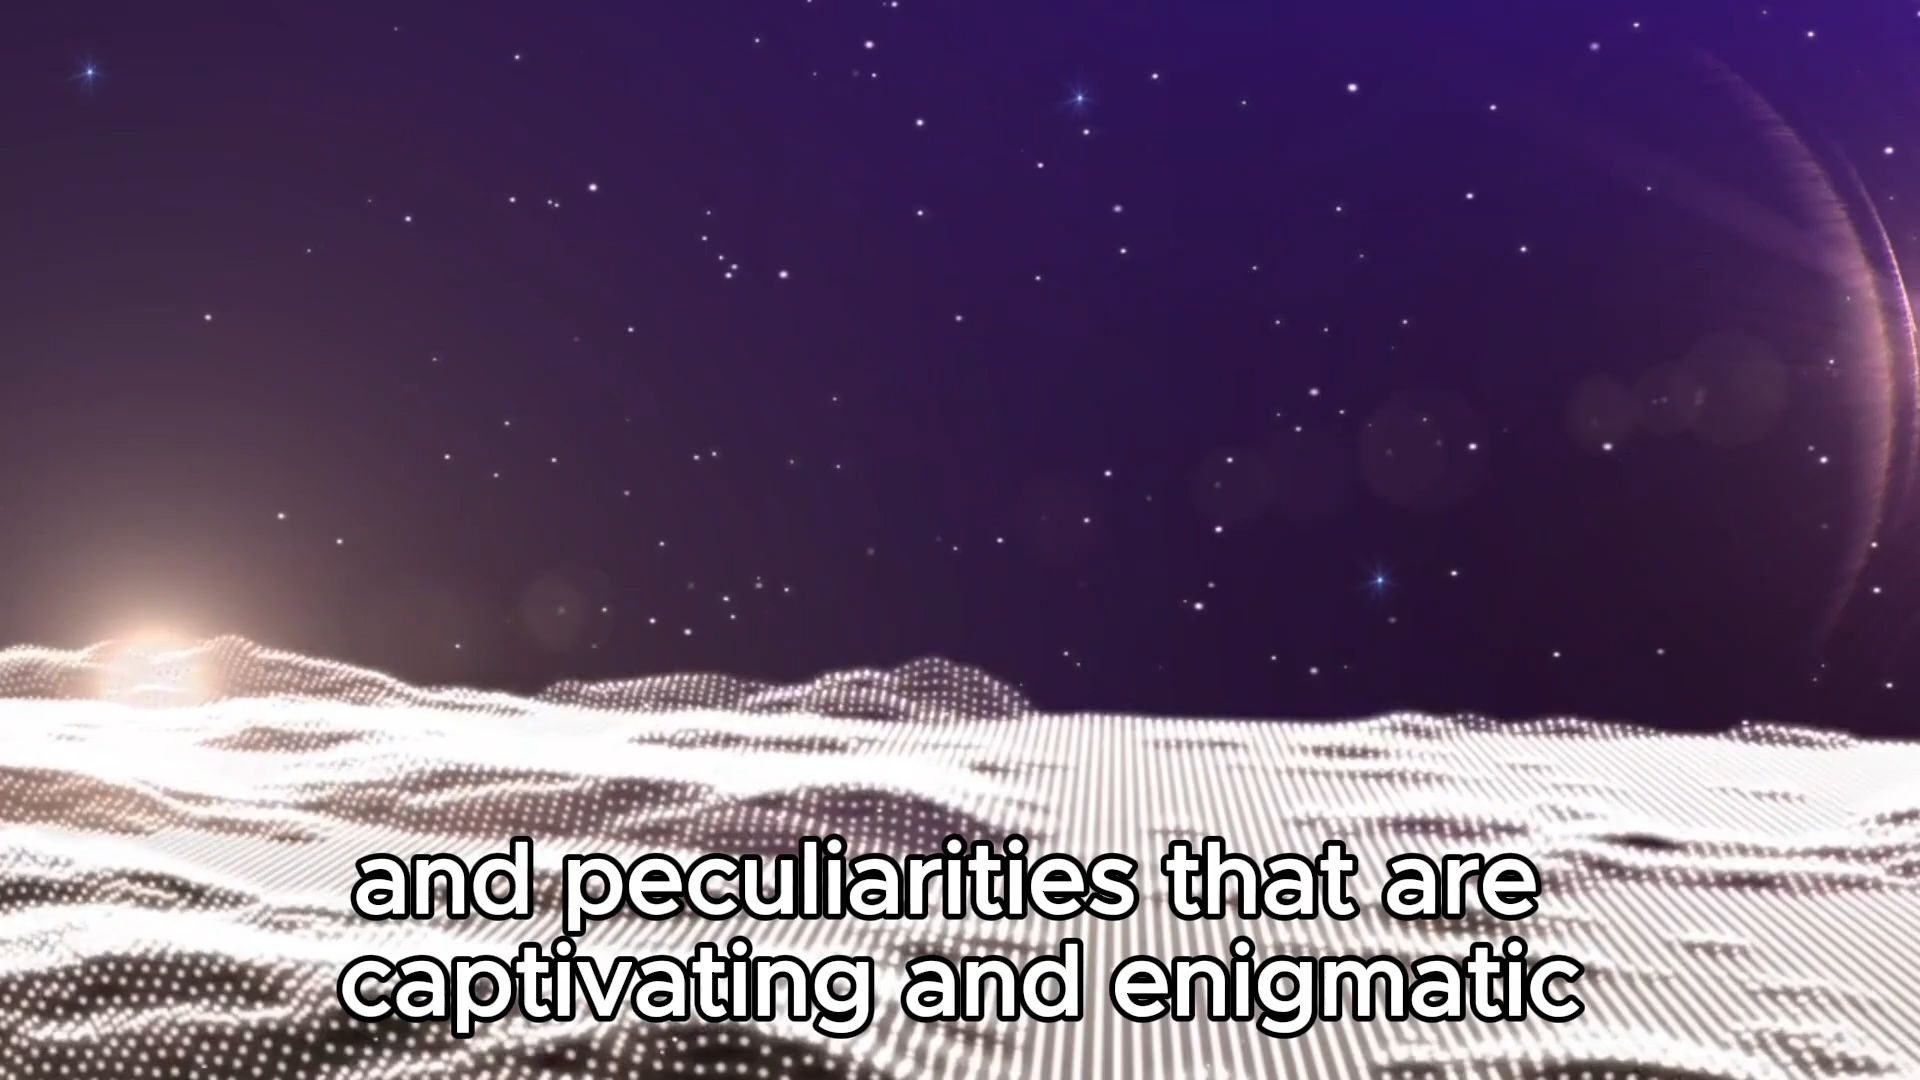 and peculiarities that are
captivating and enigmatic